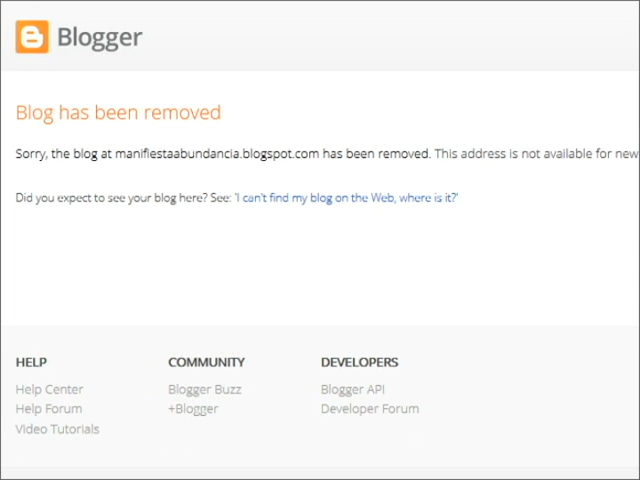 Blogger
Blog has been removed
Sorry, the blog at manifiestaabundancia.blogspot.com has been removed. This address is not available for new
Did you expect to see your blog here? See: 'I can't find my blog on the Web, where is it?'
HELP COMMUNITY DEVELOPERS
Help Center Blogger Buzz Blogger API
Help Forum +Blogger Developer Forum
Video Tutorials